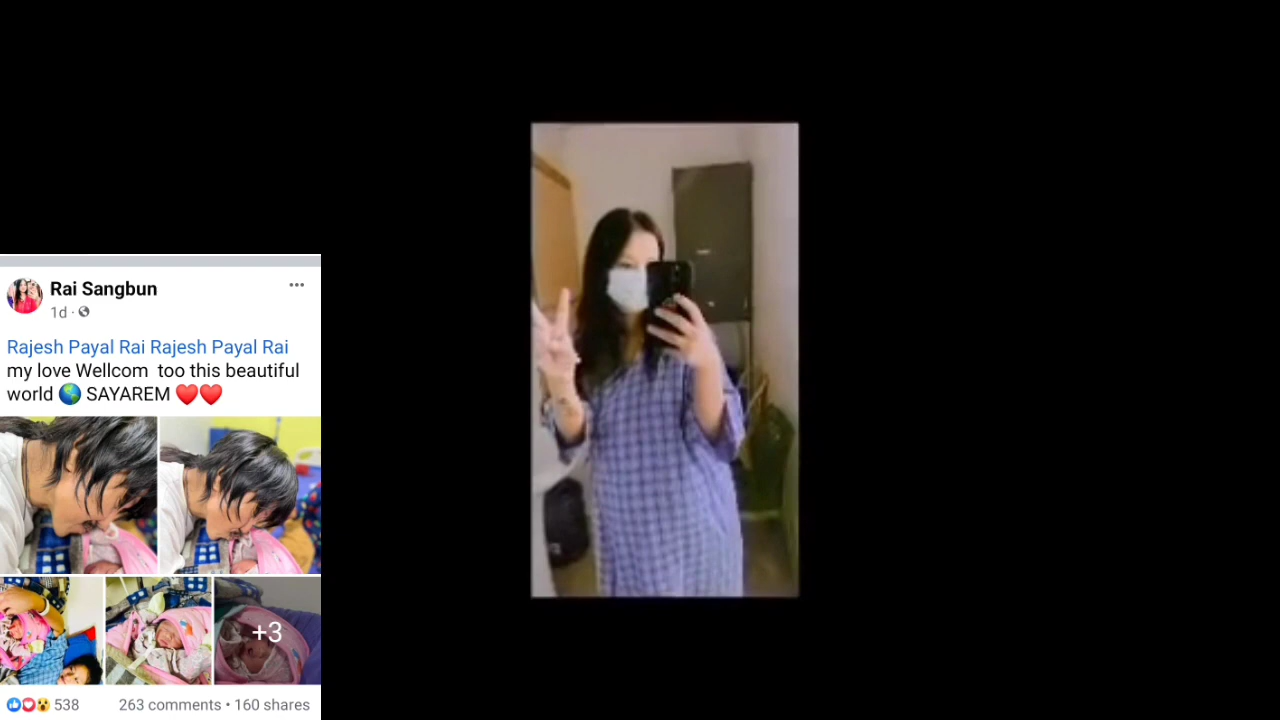 Rai Sangbun
1d ·
Rajesh Payal Rai Rajesh Payal Rai
my love Wellcom too this beautiful
world 🌎 SAYAREM ❤️❤️
+3
538 263 comments • 160 shares